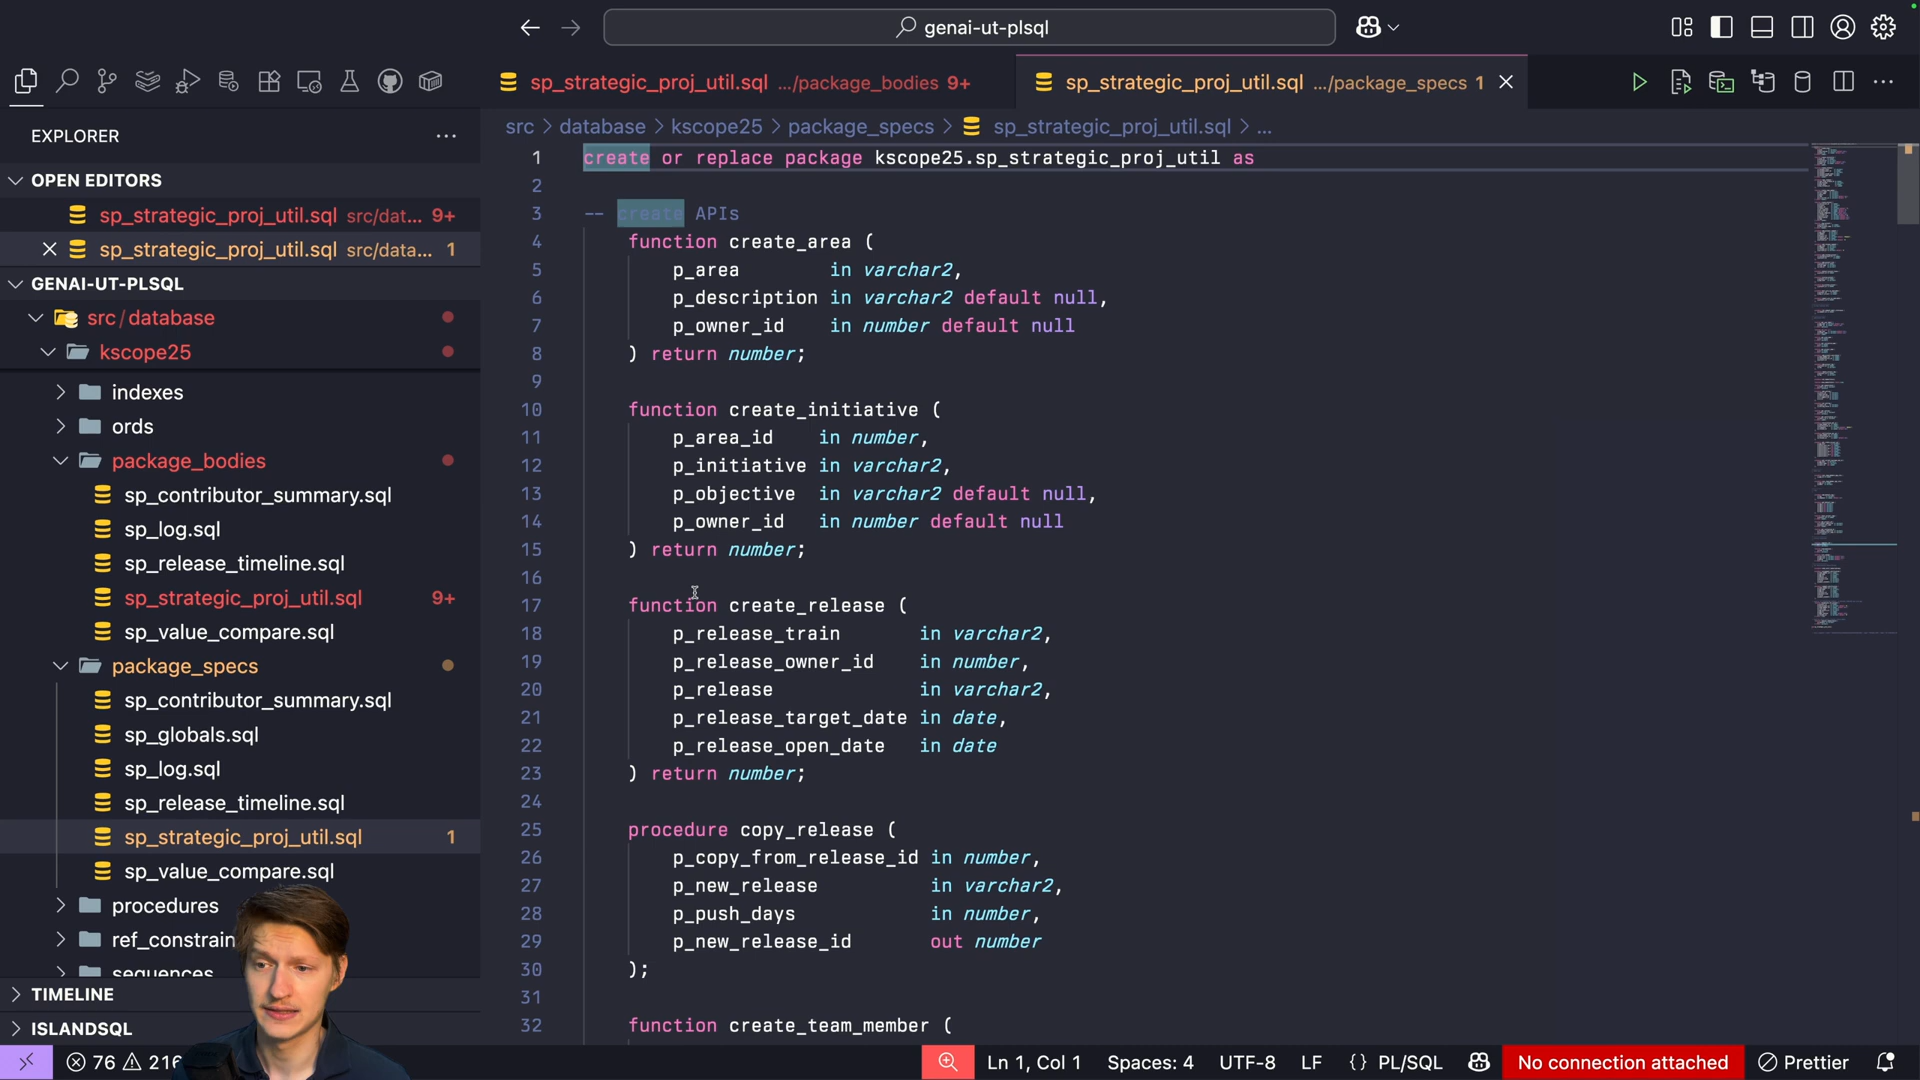 genai-ut-plsql
sp_strategic_proj_util.sql .../package_bodies 9+
sp_strategic_proj_util.sql .../package_specs 1
EXPLORER
OPEN EDITORS
sp_strategic_proj_util.sql src/dat... 9+
sp_strategic_proj_util.sql src/data... 1
GENAI-UT-PLSQL
src/database
kscope25
indexes
ords
package_bodies
sp_contributor_summary.sql
sp_log.sql
sp_release_timeline.sql
sp_strategic_proj_util.sql 9+
sp_value_compare.sql
package_specs
sp_contributor_summary.sql
sp_globals.sql
sp_log.sql
sp_release_timeline.sql
sp_strategic_proj_util.sql 1
sp_value_compare.sql
procedures
ref_constrain
sequences
TIMELINE
ISLANDSQL
src > database > kscope25 > package_specs > sp_strategic_proj_util.sql > ...
1 create or replace package kscope25.sp_strategic_proj_util as
2
3 -- create APIs
4 function create_area (
5 p_area in varchar2,
6 p_description in varchar2 default null,
7 p_owner_id in number default null
8 ) return number;
9
10 function create_initiative (
11 p_area_id in number,
12 p_initiative in varchar2,
13 p_objective in varchar2 default null,
14 p_owner_id in number default null
15 ) return number;
16
17 function create_release (
18 p_release_train in varchar2,
19 p_release_owner_id in number,
20 p_release in varchar2,
21 p_release_target_date in date,
22 p_release_open_date in date
23 ) return number;
24
25 procedure copy_release (
26 p_copy_from_release_id in number,
27 p_new_release in varchar2,
28 p_push_days in number,
29 p_new_release_id out number
30 );
31
32 function create_team_member (
76 216 Ln 1, Col 1 Spaces: 4 UTF-8 LF {} PL/SQL No connection attached Prettier